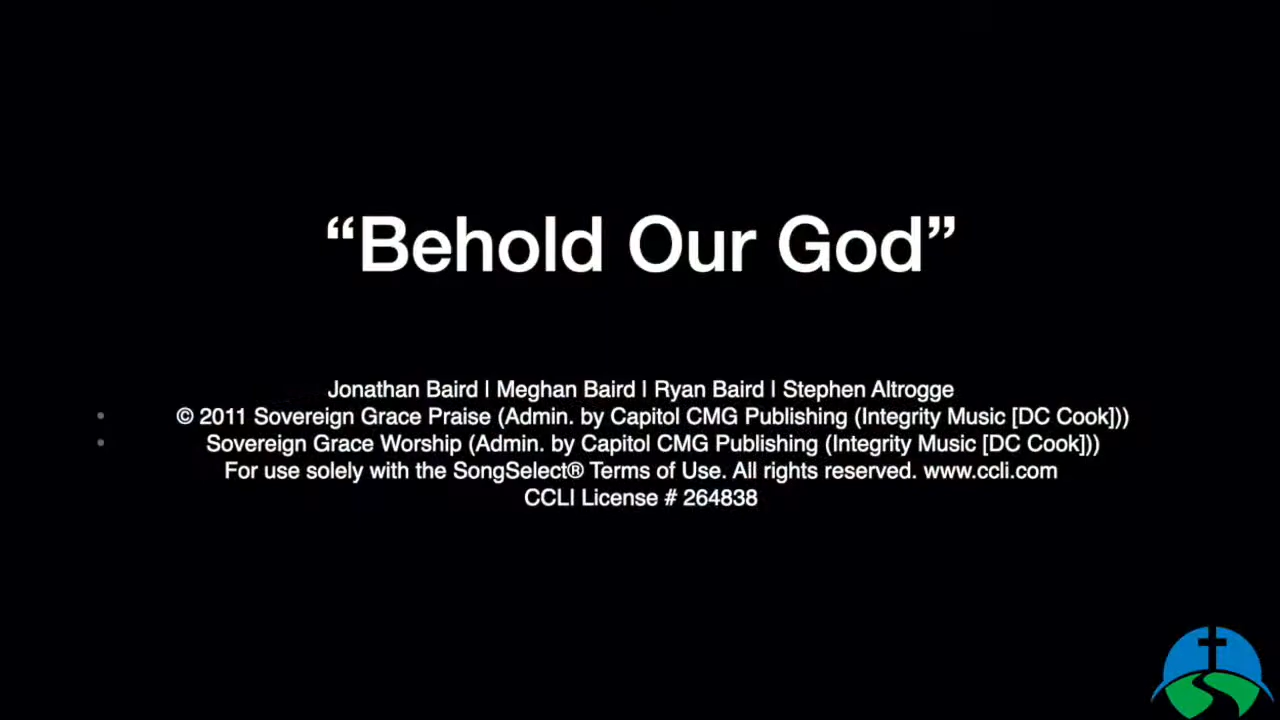 “Behold Our God”
Jonathan Baird | Meghan Baird | Ryan Baird | Stephen Altrogge
• © 2011 Sovereign Grace Praise (Admin. by Capitol CMG Publishing (Integrity Music [DC Cook]))
• Sovereign Grace Worship (Admin. by Capitol CMG Publishing (Integrity Music [DC Cook]))
For use solely with the SongSelect® Terms of Use. All rights reserved. www.ccli.com
CCLI License # 264838